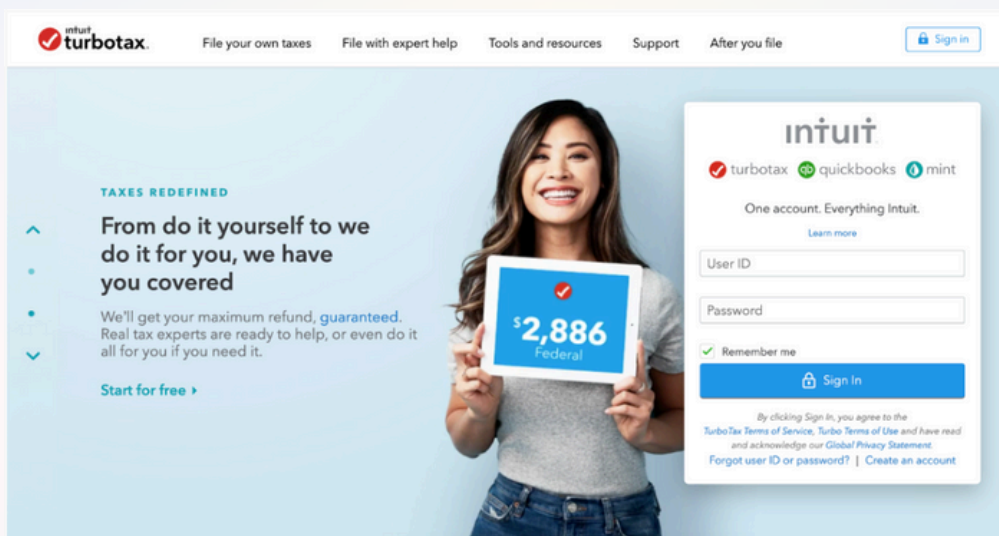 intuit
turbotax.
File your own taxes
File with expert help
Tools and resources
Support
After you file
Sign in
TAXES REDEFINED
From do it yourself to we
do it for you, we have
you covered
We'll get your maximum refund, guaranteed.
Real tax experts are ready to help, or even do it
all for you if you need it.
Start for free
$2,886
Federal
intuit
turbotax qb quickbooks mint
One account. Everything Intuit.
Learn more
User ID
Password
Remember me
Sign In
By clicking Sign In, you agree to the
TurboTax Terms of Service, Turbo Terms of Use and have read
and acknowledge our Global Privacy Statement.
Forgot user ID or password? | Create an account